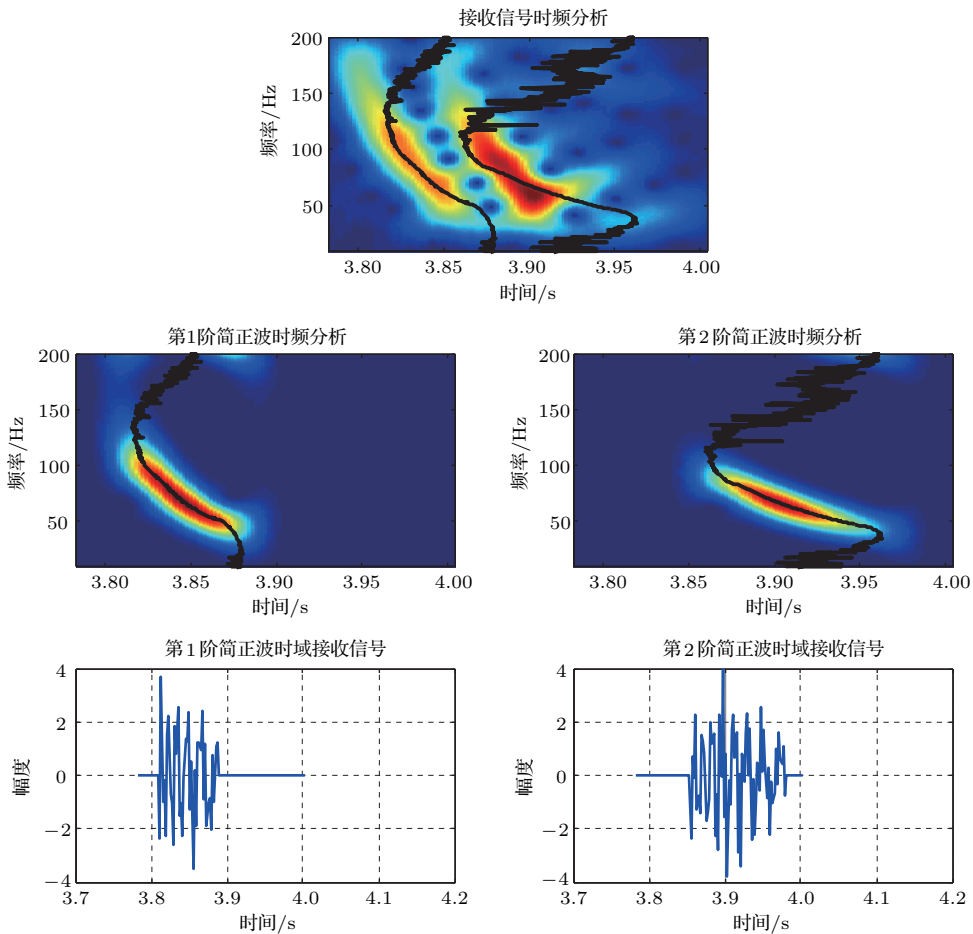 接收信号时频分析
200
150
100
50
频率/Hz
3.80 3.85 3.90 3.95 4.00
时间/s
第1阶简正波时频分析
200
150
100
50
频率/Hz
3.80 3.85 3.90 3.95 4.00
时间/s
第2阶简正波时频分析
200
150
100
50
频率/Hz
3.80 3.85 3.90 3.95 4.00
时间/s
第1阶简正波时域接收信号
4
2
0
−2
−4
幅度
3.7 3.8 3.9 4.0 4.1 4.2
时间/s
第2阶简正波时域接收信号
4
2
0
−2
−4
幅度
3.7 3.8 3.9 4.0 4.1 4.2
时间/s